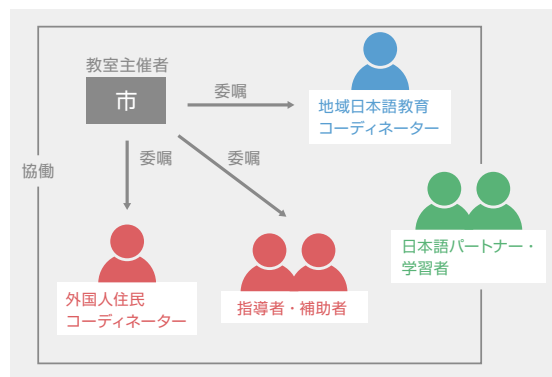 教室主催者
市
委嘱
地域日本語教育
コーディネーター
委嘱
委嘱
協働
日本語パートナー・
学習者
外国人住民
コーディネーター
指導者・補助者